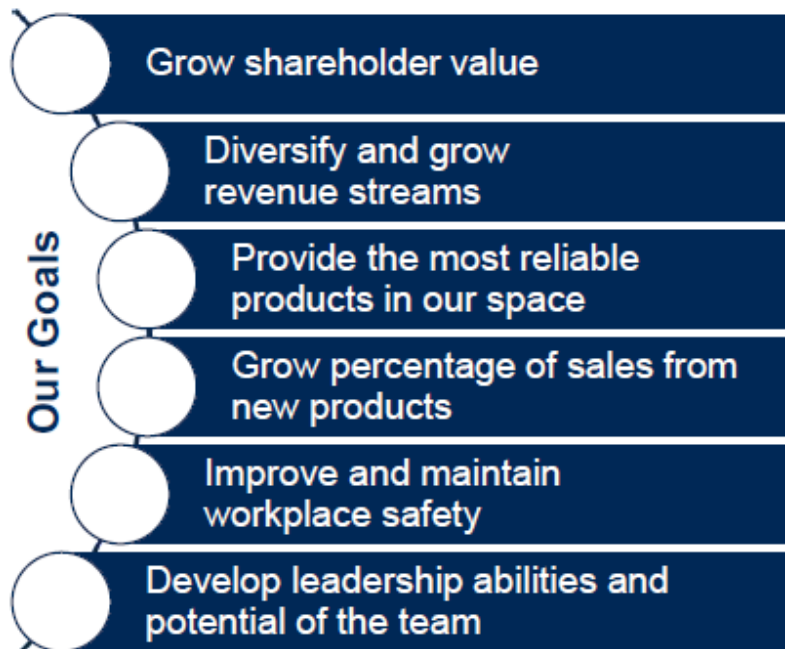 Our Goals
Grow shareholder value
Diversify and grow
revenue streams
Provide the most reliable
products in our space
Grow percentage of sales from
new products
Improve and maintain
workplace safety
Develop leadership abilities and
potential of the team